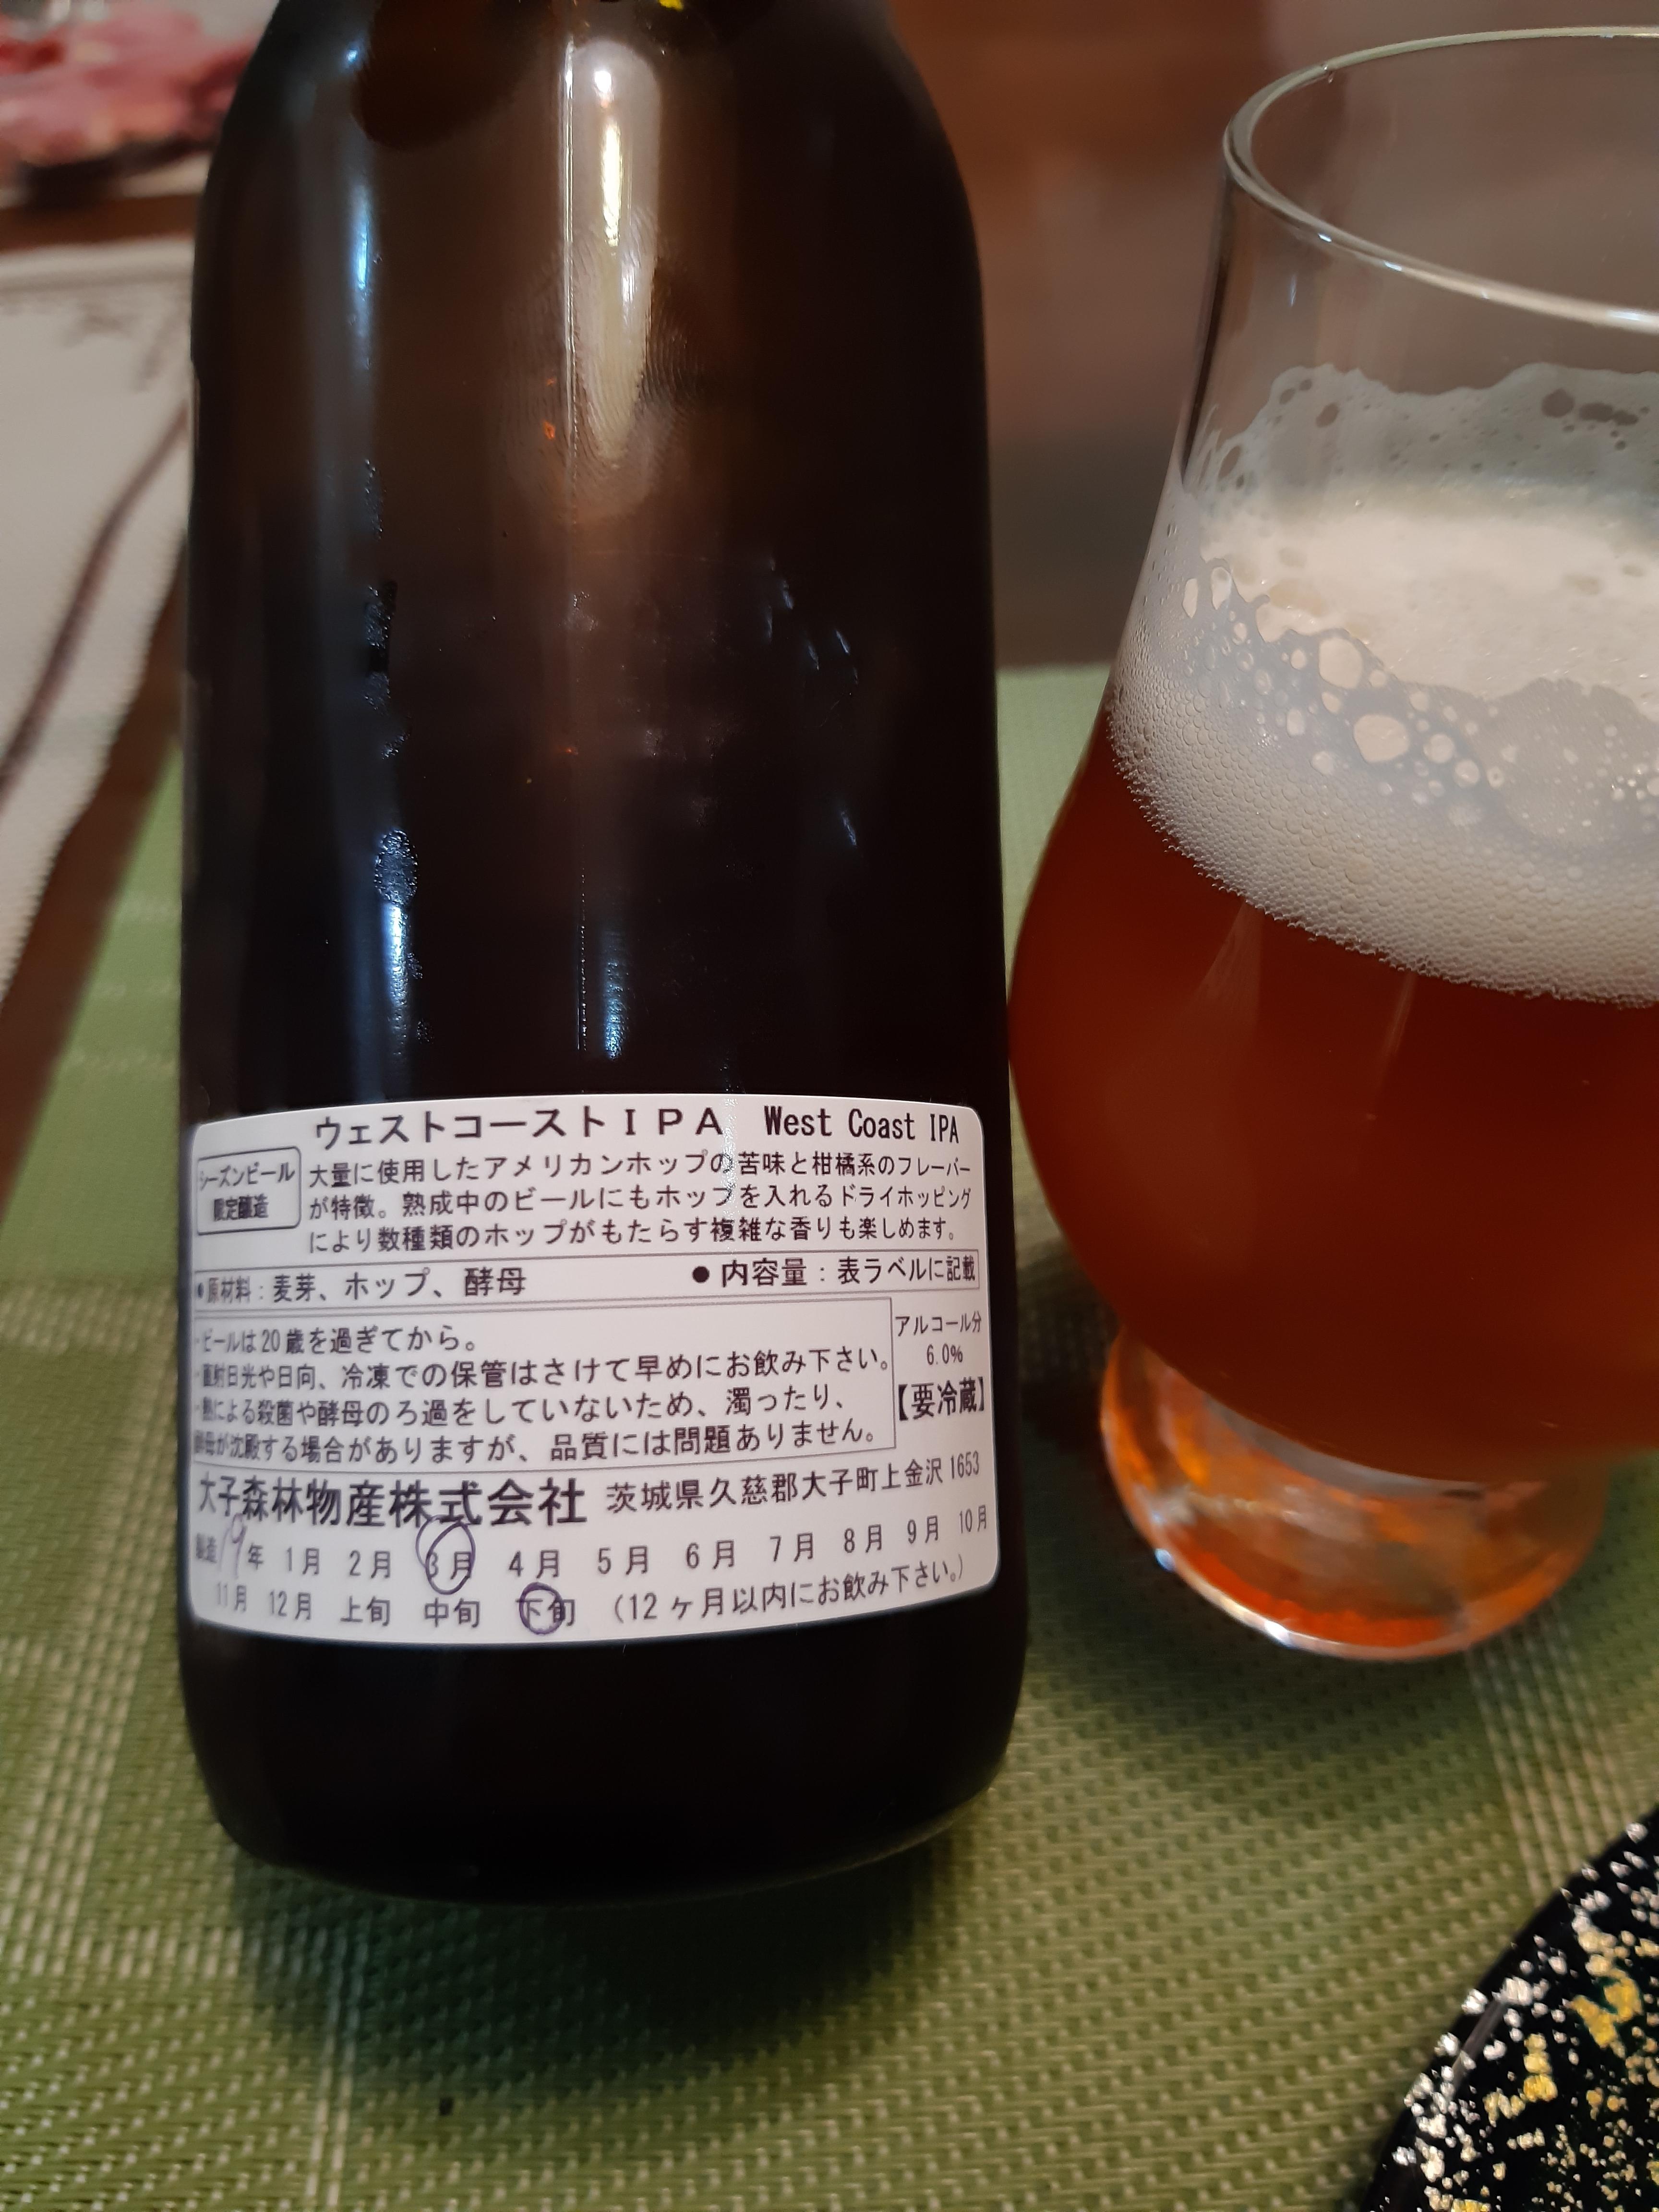 ウェストコーストIPA West Coast IPA
シーズンビール
限定醸造
大量に使用したアメリカンホップの苦味と柑橘系のフレーバー
が特徴。熟成中のビールにもホップを入れるドライホッピング
により数種類のホップがもたらす複雑な香りも楽しめます。
●原材料：麦芽、ホップ、酵母 ●内容量：表ラベルに記載
・ビールは20歳を過ぎてから。
・直射日光や日向、冷凍での保管はさけて早めにお飲み下さい。
・熱による殺菌や酵母のろ過をしていないため、濁ったり、
酵母が沈殿する場合がありますが、品質には問題ありません。
アルコール分
6.0%
【要冷蔵】
大子森林物産株式会社 茨城県久慈郡大子町上金沢1653
製造19年 1月 2月 3月 4月 5月 6月 7月 8月 9月 10月
11月 12月 上旬 中旬 下旬 (12ヶ月以内にお飲み下さい。)